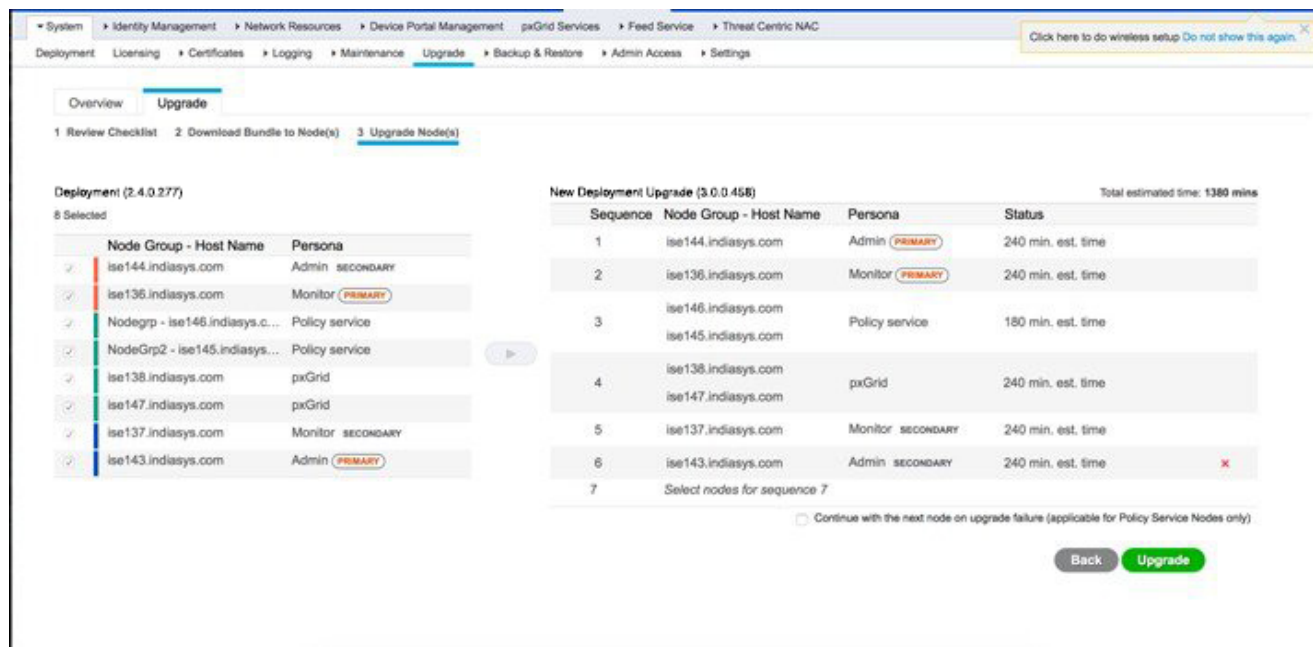 System Identity Management Network Resources Device Portal Management pxGrid Services Feed Service Threat Centric NAC
Click here to do wireless setup Do not show this again.
Deployment Licensing Certificates Logging Maintenance Upgrade Backup & Restore Admin Access Settings
Overview Upgrade
1 Review Checklist 2 Download Bundle to Node(s) 3 Upgrade Node(s)
Deployment (2.4.0.277)
8 Selected
Node Group - Host Name Persona
ise144.indiasys.com Admin SECONDARY
ise136.indiasys.com Monitor PRIMARY
Nodegrp - ise146.indiasys.c... Policy service
NodeGrp2 - ise145.indiasys... Policy service
ise138.indiasys.com pxGrid
ise147.indiasys.com pxGrid
ise137.indiasys.com Monitor SECONDARY
ise143.indiasys.com Admin PRIMARY
New Deployment Upgrade (3.0.0.458) Total estimated time: 1380 mins
Sequence Node Group - Host Name Persona Status
1 ise144.indiasys.com Admin PRIMARY 240 min. est. time
2 ise136.indiasys.com Monitor PRIMARY 240 min. est. time
ise146.indiasys.com
3 Policy service 180 min. est. time
ise145.indiasys.com
ise138.indiasys.com
4 pxGrid 240 min. est. time
ise147.indiasys.com
5 ise137.indiasys.com Monitor SECONDARY 240 min. est. time
6 ise143.indiasys.com Admin SECONDARY 240 min. est. time
7 Select nodes for sequence 7
Continue with the next node on upgrade failure (applicable for Policy Service Nodes only)
Back Upgrade